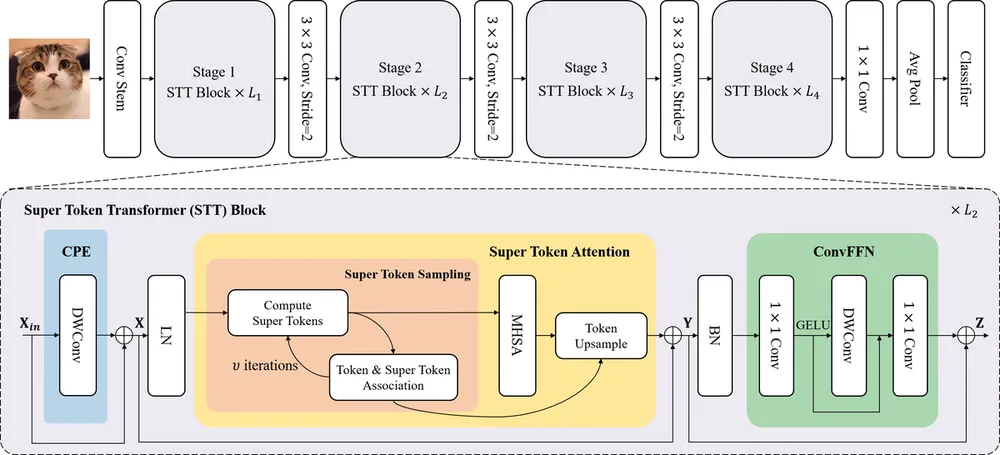 Conv Stem
Stage 1
STT Block × L₁
3 × 3 Conv, Stride=2
Stage 2
STT Block × L₂
3 × 3 Conv, Stride=2
Stage 3
STT Block × L₃
3 × 3 Conv, Stride=2
Stage 4
STT Block × L₄
1 × 1 Conv
Avg Pool
Classifier
Super Token Transformer (STT) Block
× L₂
CPE
Super Token Attention
ConvFFN
Super Token Sampling
X_in
DWConv
X
LN
Compute
Super Tokens
υ iterations
Token & Super Token
Association
MHSA
Token
Upsample
Y
BN
1 × 1 Conv
GELU
DWConv
1 × 1 Conv
Z